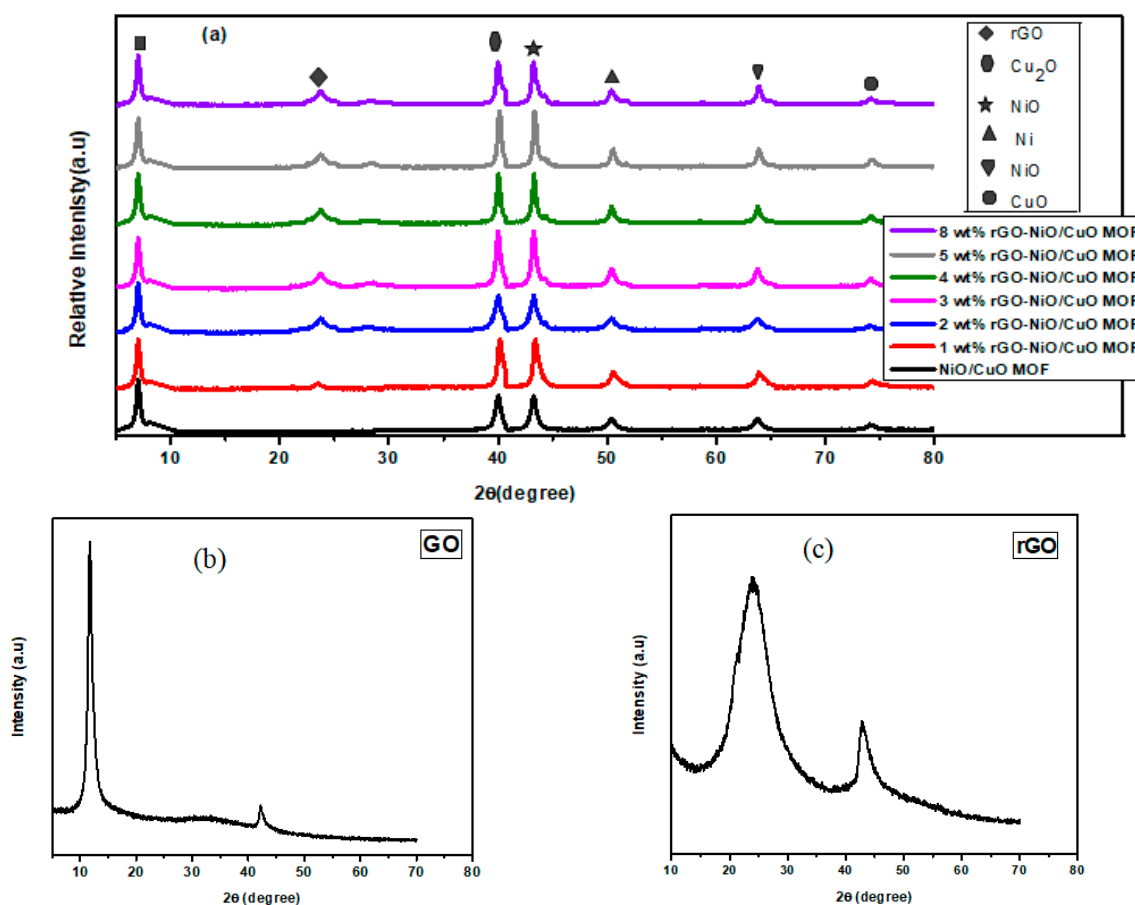 (a)
rGO
Cu2O
NiO
Ni
NiO
CuO
Relative Intenisty(a.u)
8 wt% rGO-NiO/CuO MOF
5 wt% rGO-NiO/CuO MOF
4 wt% rGO-NiO/CuO MOF
3 wt% rGO-NiO/CuO MOF
2 wt% rGO-NiO/CuO MOF
1 wt% rGO-NiO/CuO MOF
NiO/CuO MOF
10 20 30 40 50 60 70 80
2θ(degree)
(b)
GO
Intensity (a.u)
10 20 30 40 50 60 70 80
2θ (degree)
(c)
rGO
Intensity (a.u)
10 20 30 40 50 60 70 80
2θ (degree)